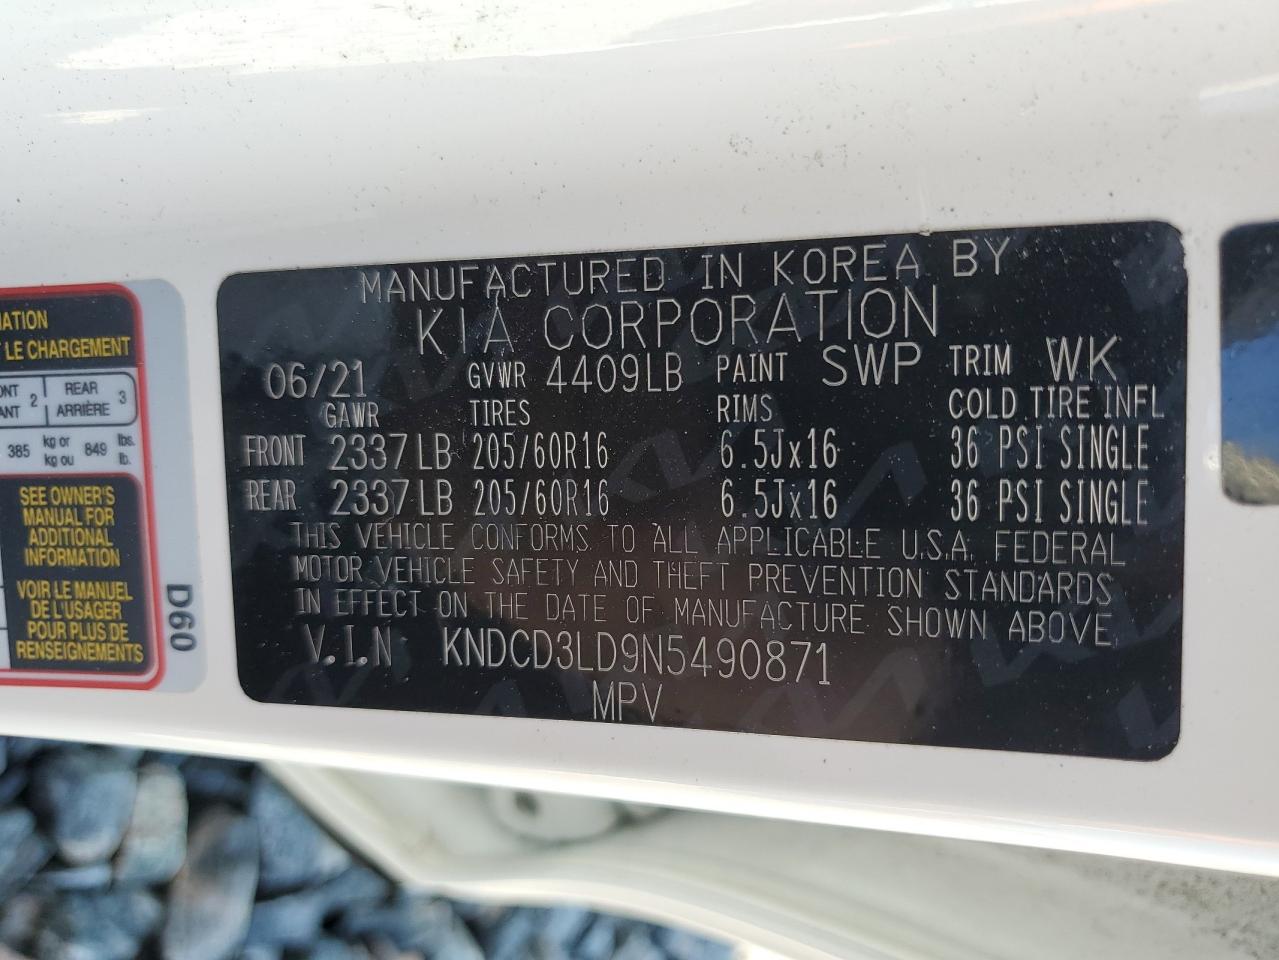 MANUFACTURED IN KOREA BY
KIA CORPORATION
06/21 GVWR 4409LB PAINT SWP TRIM WK
GAWR TIRES RIMS COLD TIRE INFL
FRONT 2337LB 205/60R16 6.5Jx16 36 PSI SINGLE
REAR 2337LB 205/60R16 6.5Jx16 36 PSI SINGLE
THIS VEHICLE CONFORMS TO ALL APPLICABLE U.S.A. FEDERAL
MOTOR VEHICLE SAFETY AND THEFT PREVENTION STANDARDS
IN EFFECT ON THE DATE OF MANUFACTURE SHOWN ABOVE
V.I.N KNDCD3LD9N5490871
MPV
LE CHARGEMENT
2 REAR 3
ARRIÈRE
385 kg or 849 lbs.
kg ou lb.
SEE OWNER'S
MANUAL FOR
ADDITIONAL
INFORMATION
VOIR LE MANUEL
DE L'USAGER
POUR PLUS DE
RENSEIGNEMENTS
D60